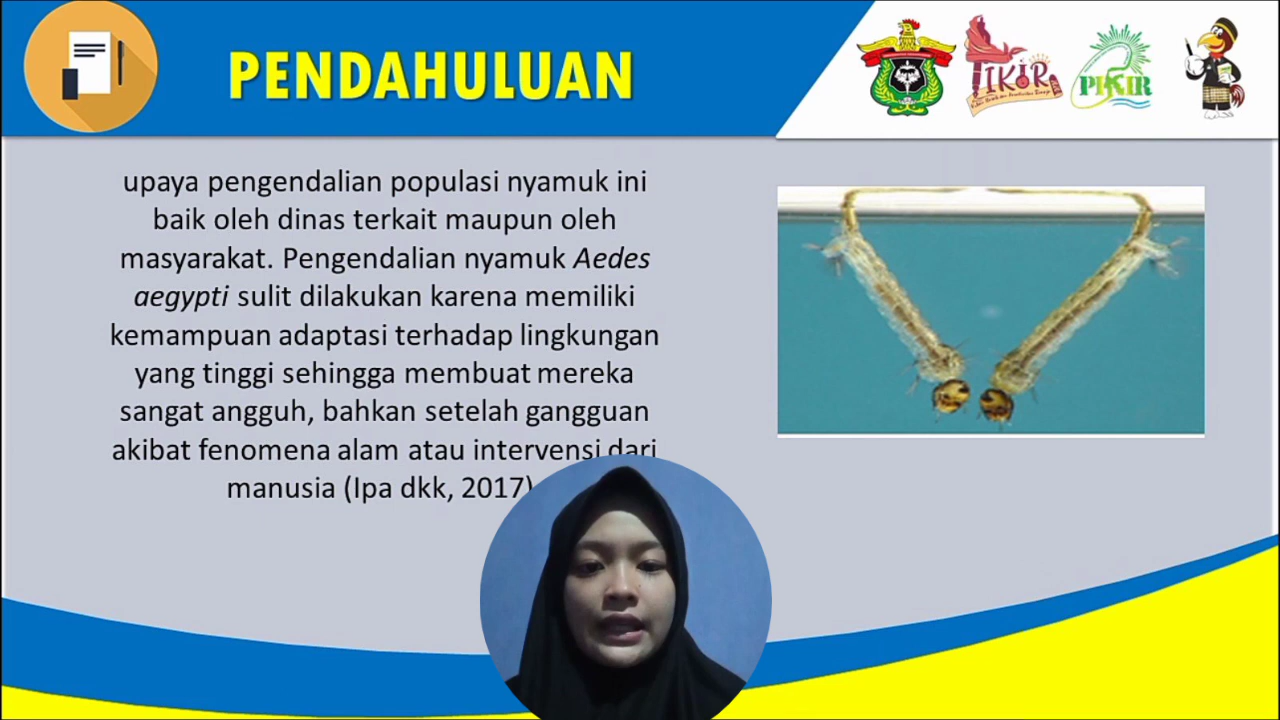 PENDAHULUAN
upaya pengendalian populasi nyamuk ini
baik oleh dinas terkait maupun oleh
masyarakat. Pengendalian nyamuk Aedes
aegypti sulit dilakukan karena memiliki
kemampuan adaptasi terhadap lingkungan
yang tinggi sehingga membuat mereka
sangat angguh, bahkan setelah gangguan
akibat fenomena alam atau intervensi dari
manusia (Ipa dkk, 2017)